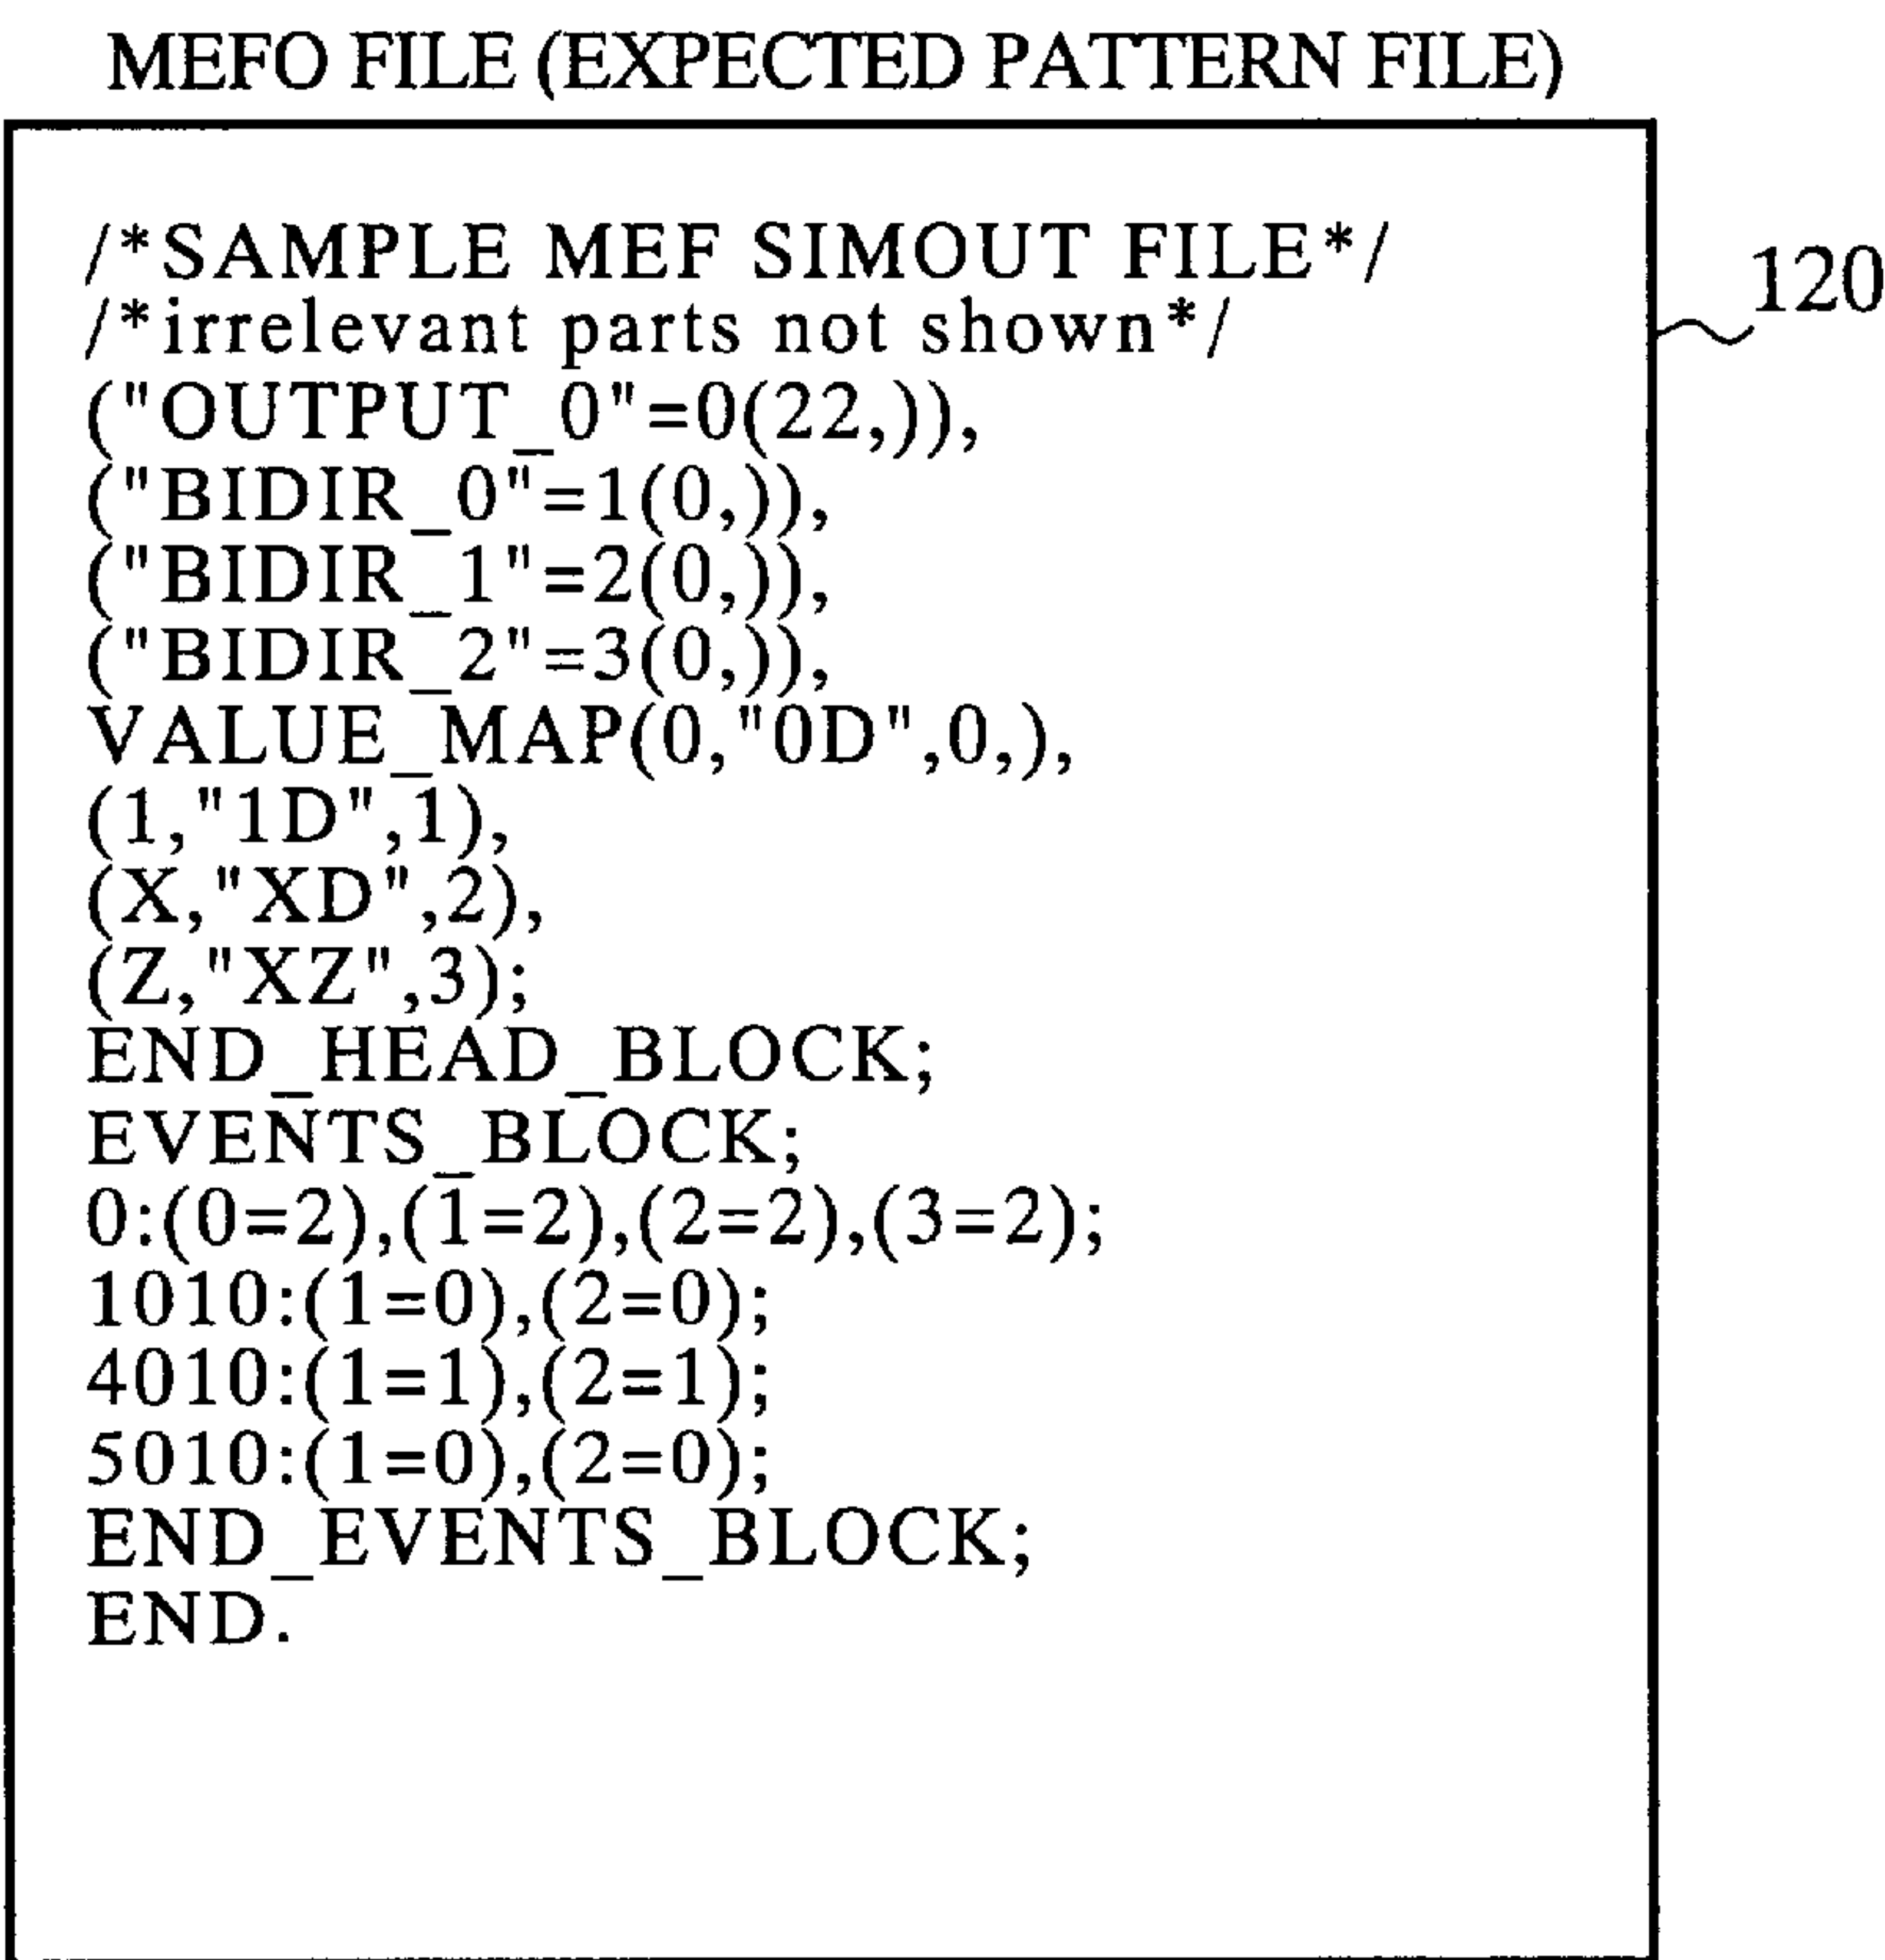 MEFO FILE (EXPECTED PATTERN FILE)
/*SAMPLE MEF SIMOUT FILE*/
120
/*irrelevant parts not shown*/
("OUTPUT_0"=0(22,)),
("BIDIR_0"=1(0,)),
("BIDIR_1"=2(0,)),
("BIDIR_2"=3(0,)),
VALUE_MAP(0,"0D",0,),
(1,"1D",1),
(X,"XD",2),
(Z,"XZ",3);
END_HEAD_BLOCK;
EVENTS_BLOCK;
0:(0=2),(1=2),(2=2),(3=2);
1010:(1=0),(2=0);
4010:(1=1),(2=1);
5010:(1=0),(2=0);
END_EVENTS_BLOCK;
END.